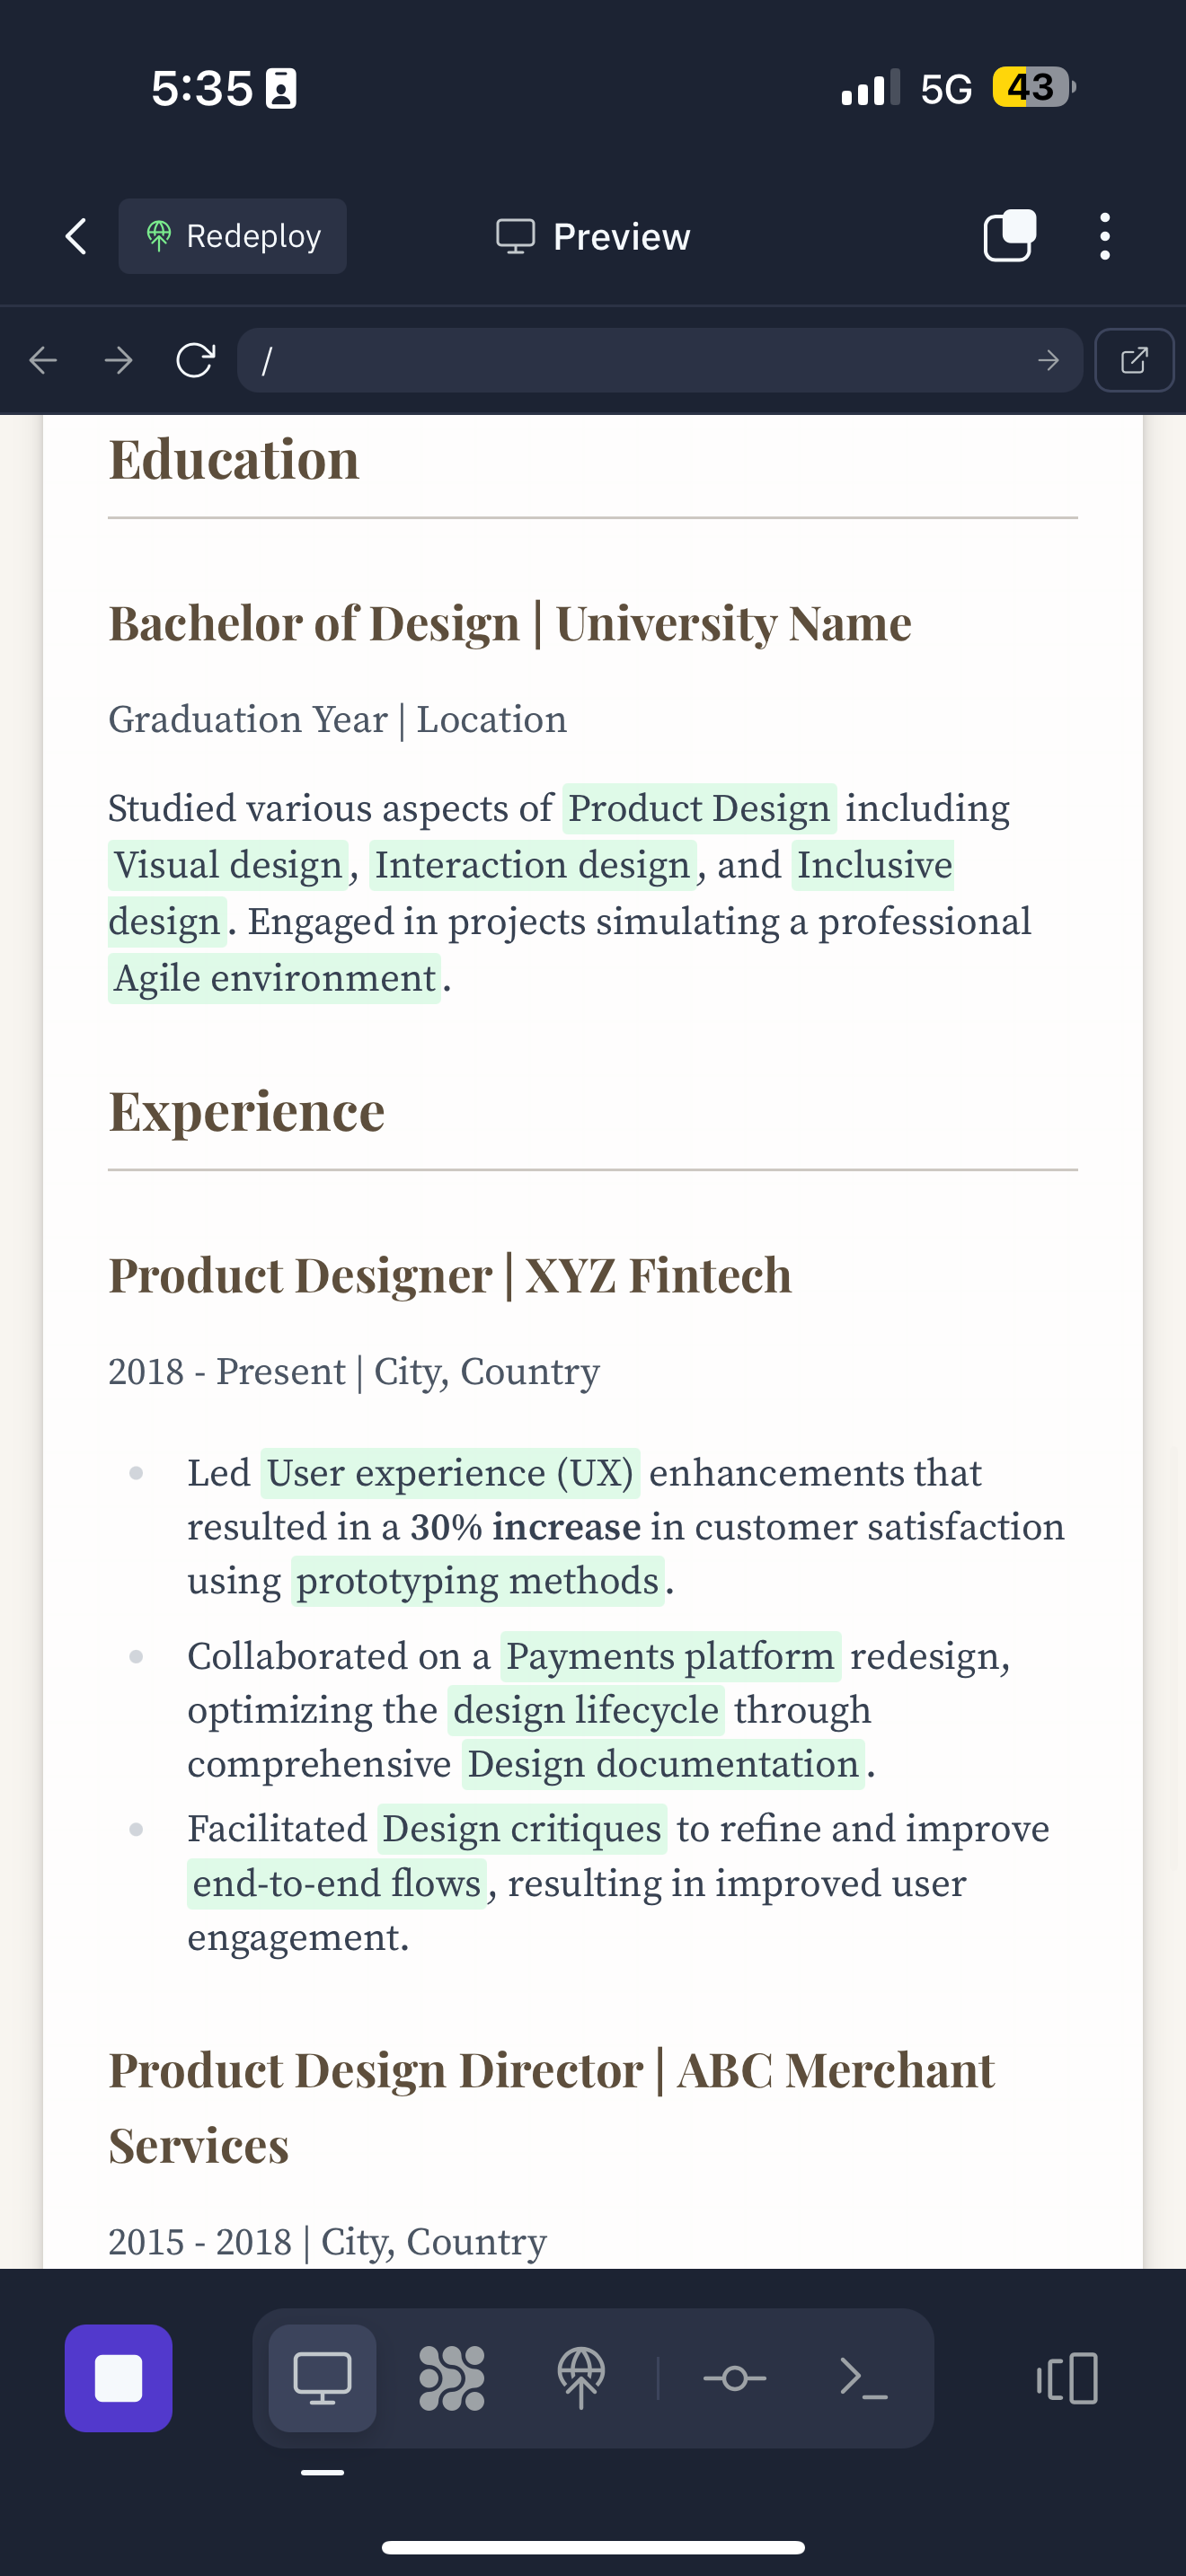 5:35
5G 43
Redeploy
Preview
/
Education
Bachelor of Design | University Name
Graduation Year | Location
Studied various aspects of Product Design including
Visual design, Interaction design, and Inclusive
design. Engaged in projects simulating a professional
Agile environment.
Experience
Product Designer | XYZ Fintech
2018 - Present | City, Country
Led User experience (UX) enhancements that
resulted in a 30% increase in customer satisfaction
using prototyping methods.
Collaborated on a Payments platform redesign,
optimizing the design lifecycle through
comprehensive Design documentation.
Facilitated Design critiques to refine and improve
end-to-end flows, resulting in improved user
engagement.
Product Design Director | ABC Merchant
Services
2015 - 2018 | City, Country